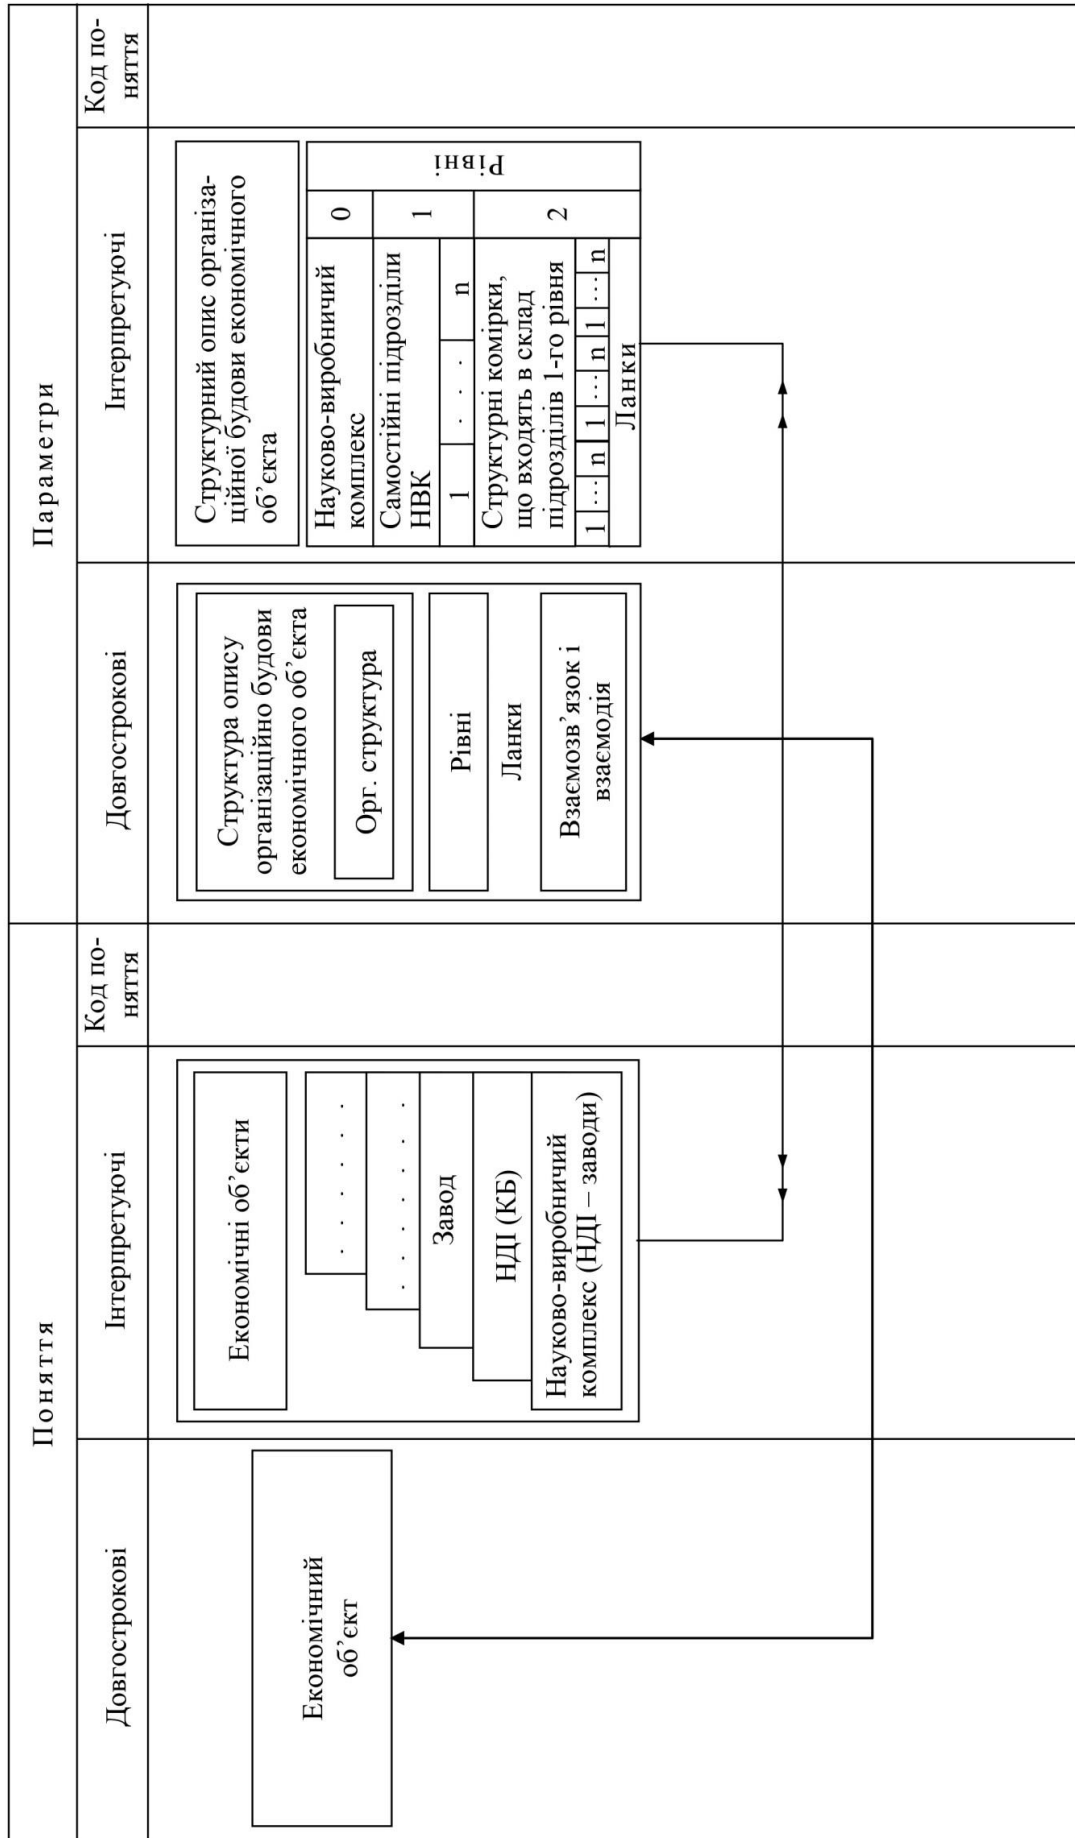 Поняття
Параметри
Довгострокові
Інтерпретуючі
Код по-
няття
Довгострокові
Інтерпретуючі
Код по-
няття
Економічний
об’єкт
Економічні об’єкти
. . . . .
. . . . . .
Завод
НДІ (КБ)
Науково-виробничий
комплекс (НДІ – заводи)
Структура опису
організаційно будови
економічного об’єкта
Орг. структура
Рівні
Ланки
Взаємозв’язок і
взаємодія
Структурний опис організа-
ційної будови економічного
об’єкта
Науково-виробничий
комплекс
0
Самостійні підрозділи
НВК
1
1 . . . n
Структурні комірки,
що входять в склад
підрозділів 1-го рівня
2
1 … n 1 … n 1 … n
Ланки
Рівні